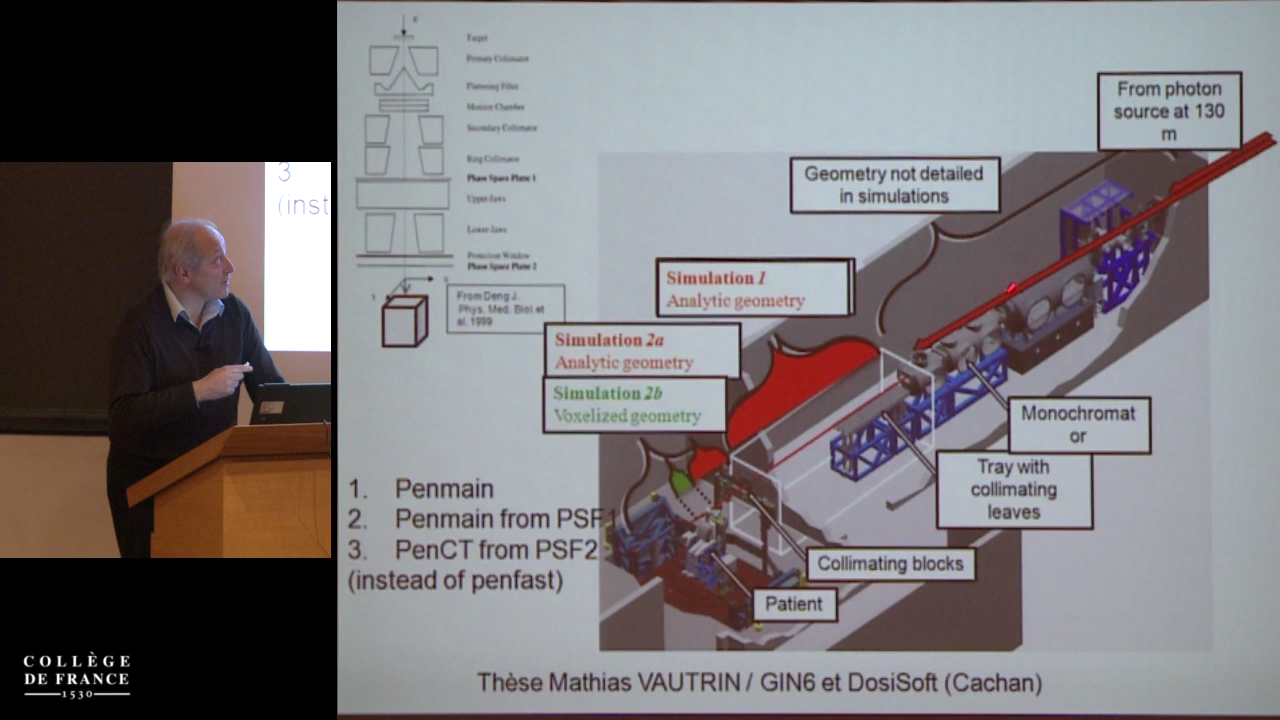 3.
(inst
COLLÈGE
DE FRANCE
1530
Target
Primary Collimator
Flattening Filter
Monitor Chamber
Secondary Collimator
Ring Collimator
Phase Space Plane 1
Upper Jaws
Lower Jaws
Protection Window
Phase Space Plane 2
From Deng J.
Phys. Med. Biol. et
al. 1999
From photon
source at 130
m
Geometry not detailed
in simulations
Simulation 1
Analytic geometry
Simulation 2a
Analytic geometry
Simulation 2b
Voxelized geometry
Monochromat
or
Tray with
collimating
leaves
Collimating blocks
Patient
1. Penmain
2. Penmain from PSF1
3. PenCT from PSF2
(instead of penfast)
Thèse Mathias VAUTRIN / GIN6 et DosiSoft (Cachan)